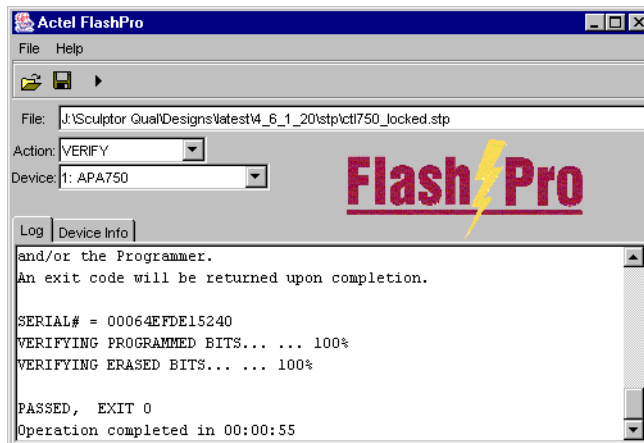 Actel FlashPro
File Help
File: J:\Sculptor Qual\Designs\latest\4_6_1_20\stp\ctl750_locked.stp
Action: VERIFY
Device: 1: APA750
Flash Pro
Log Device Info
and/or the Programmer.
An exit code will be returned upon completion.
SERIAL# = 00064EFDE15240
VERIFYING PROGRAMMED BITS... ... 100%
VERIFYING ERASED BITS... ... 100%
PASSED, EXIT 0
Operation completed in 00:00:55